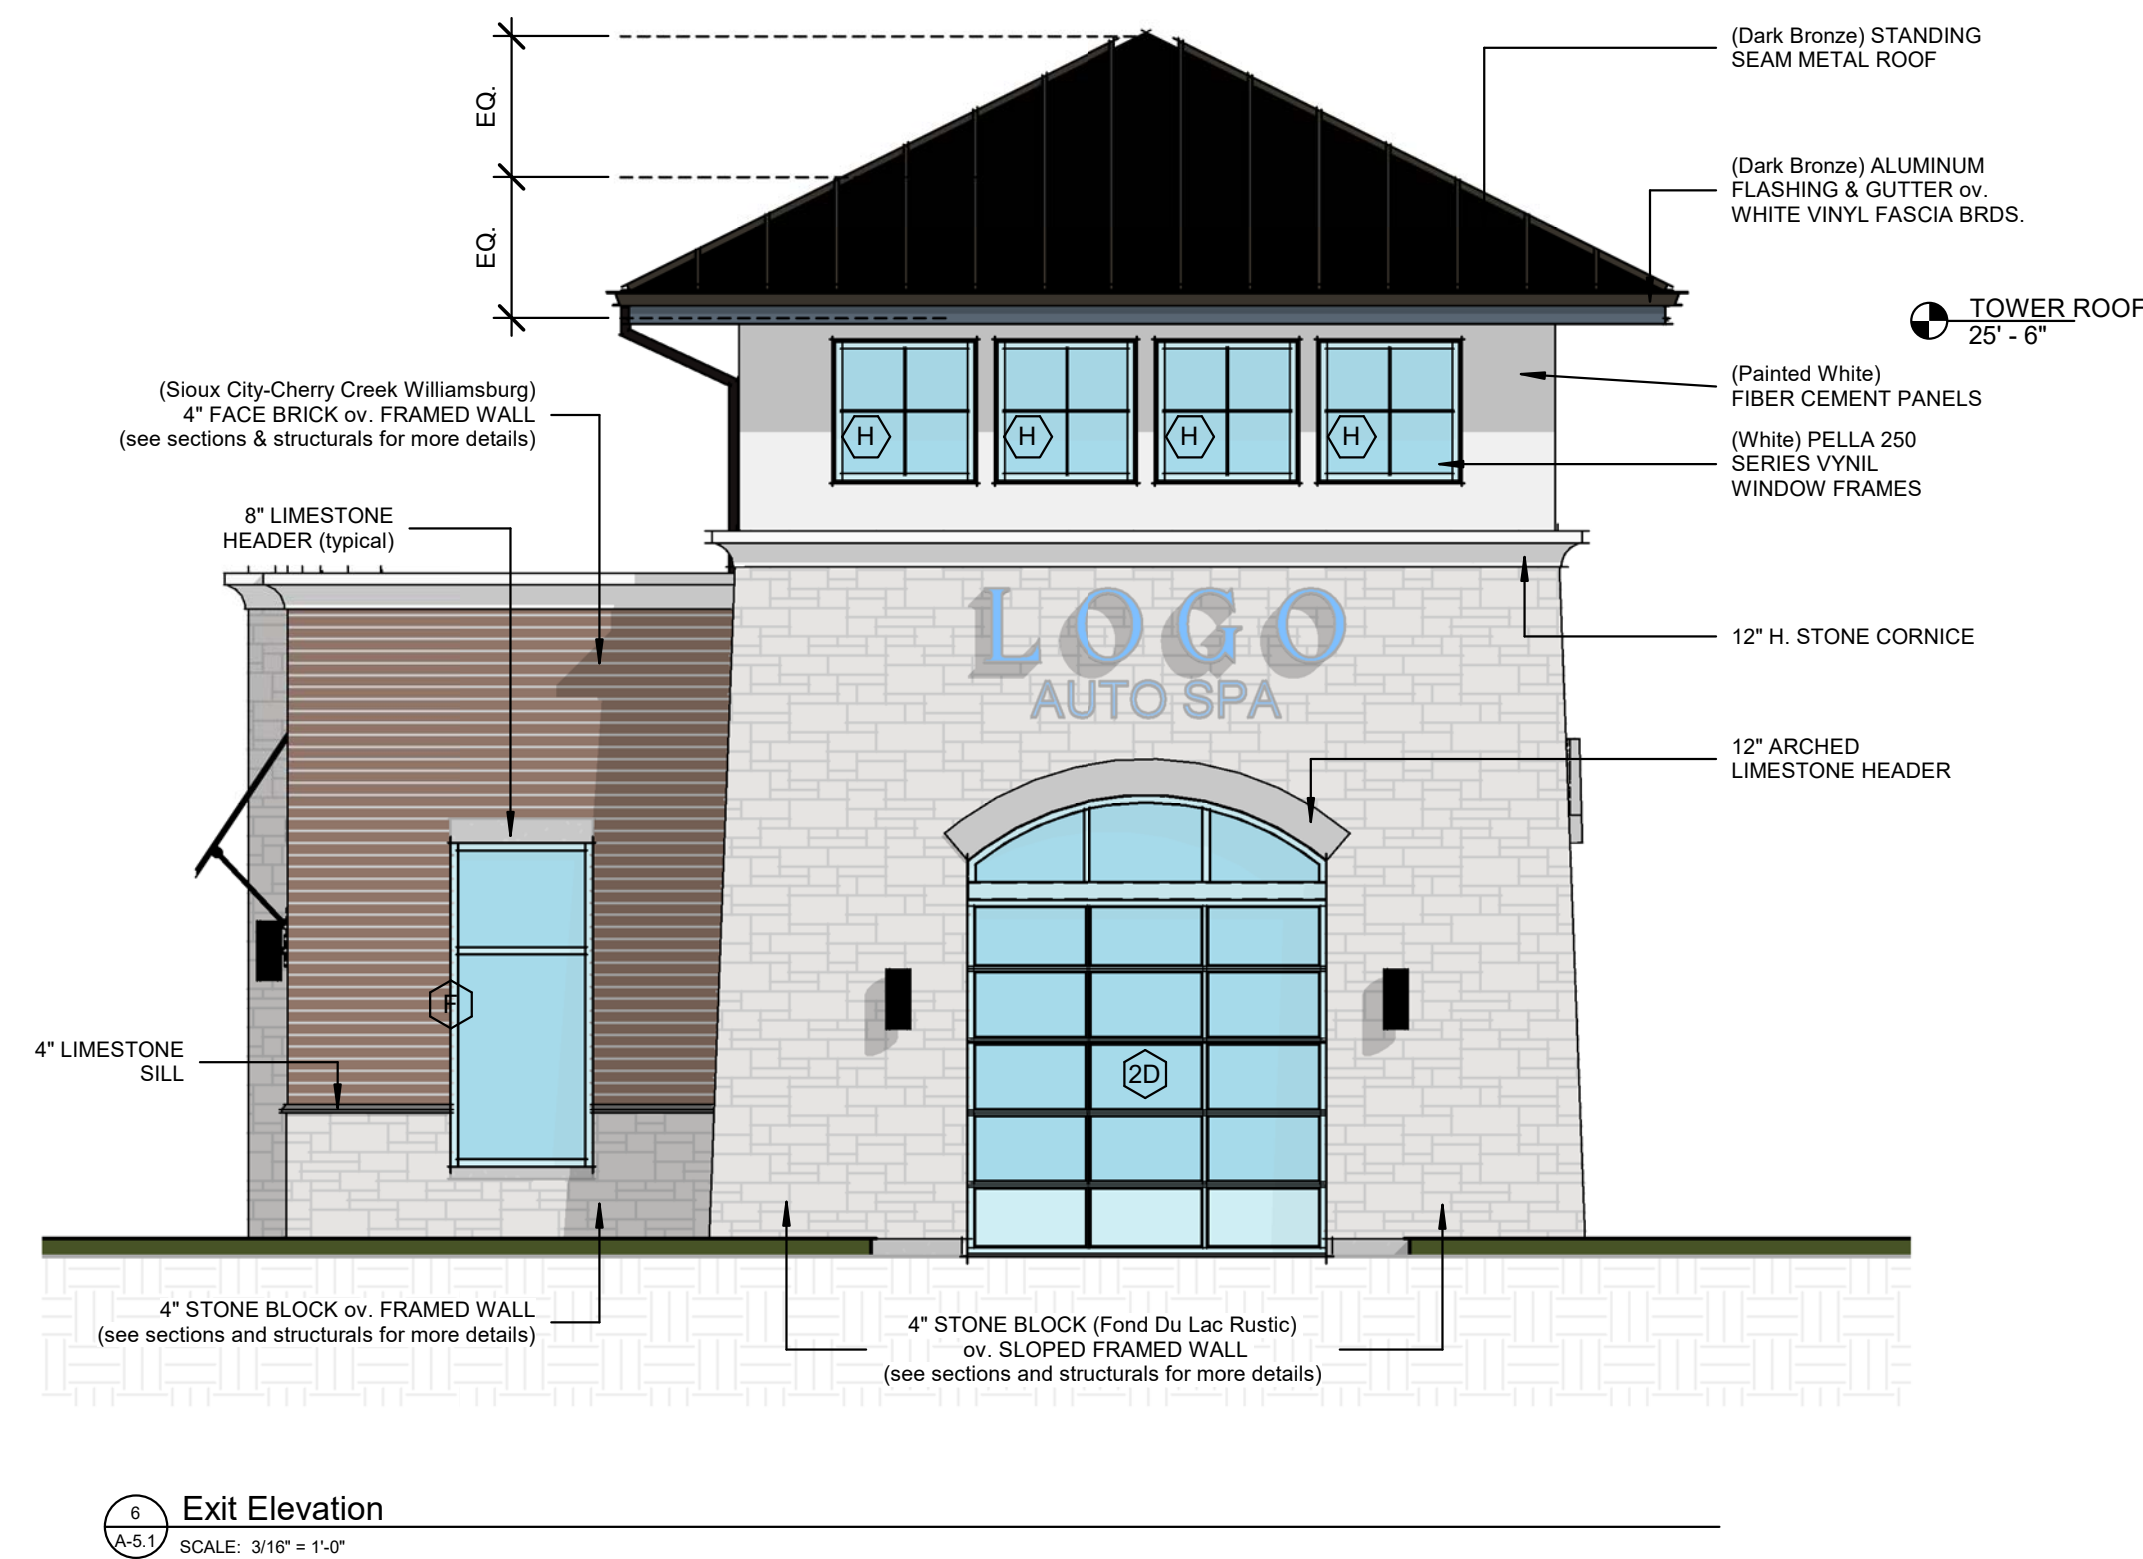 (Dark Bronze) STANDING
SEAM METAL ROOF
EQ.
(Dark Bronze) ALUMINUM
FLASHING & GUTTER ov.
WHITE VINYL FASCIA BRDS.
EQ.
TOWER ROOF
25' - 6"
(Painted White)
FIBER CEMENT PANELS
(Sioux City-Cherry Creek Williamsburg)
4" FACE BRICK ov. FRAMED WALL
(see sections & structurals for more details)
H
H
H
H
(White) PELLA 250
SERIES VYNIL
WINDOW FRAMES
8" LIMESTONE
HEADER (typical)
LOGO
AUTO SPA
12" H. STONE CORNICE
12" ARCHED
LIMESTONE HEADER
F
4" LIMESTONE
SILL
2D
4" STONE BLOCK ov. FRAMED WALL
(see sections and structurals for more details)
4" STONE BLOCK (Fond Du Lac Rustic)
ov. SLOPED FRAMED WALL
(see sections and structurals for more details)
6
A-5.1
Exit Elevation
SCALE: 3/16" = 1'-0"